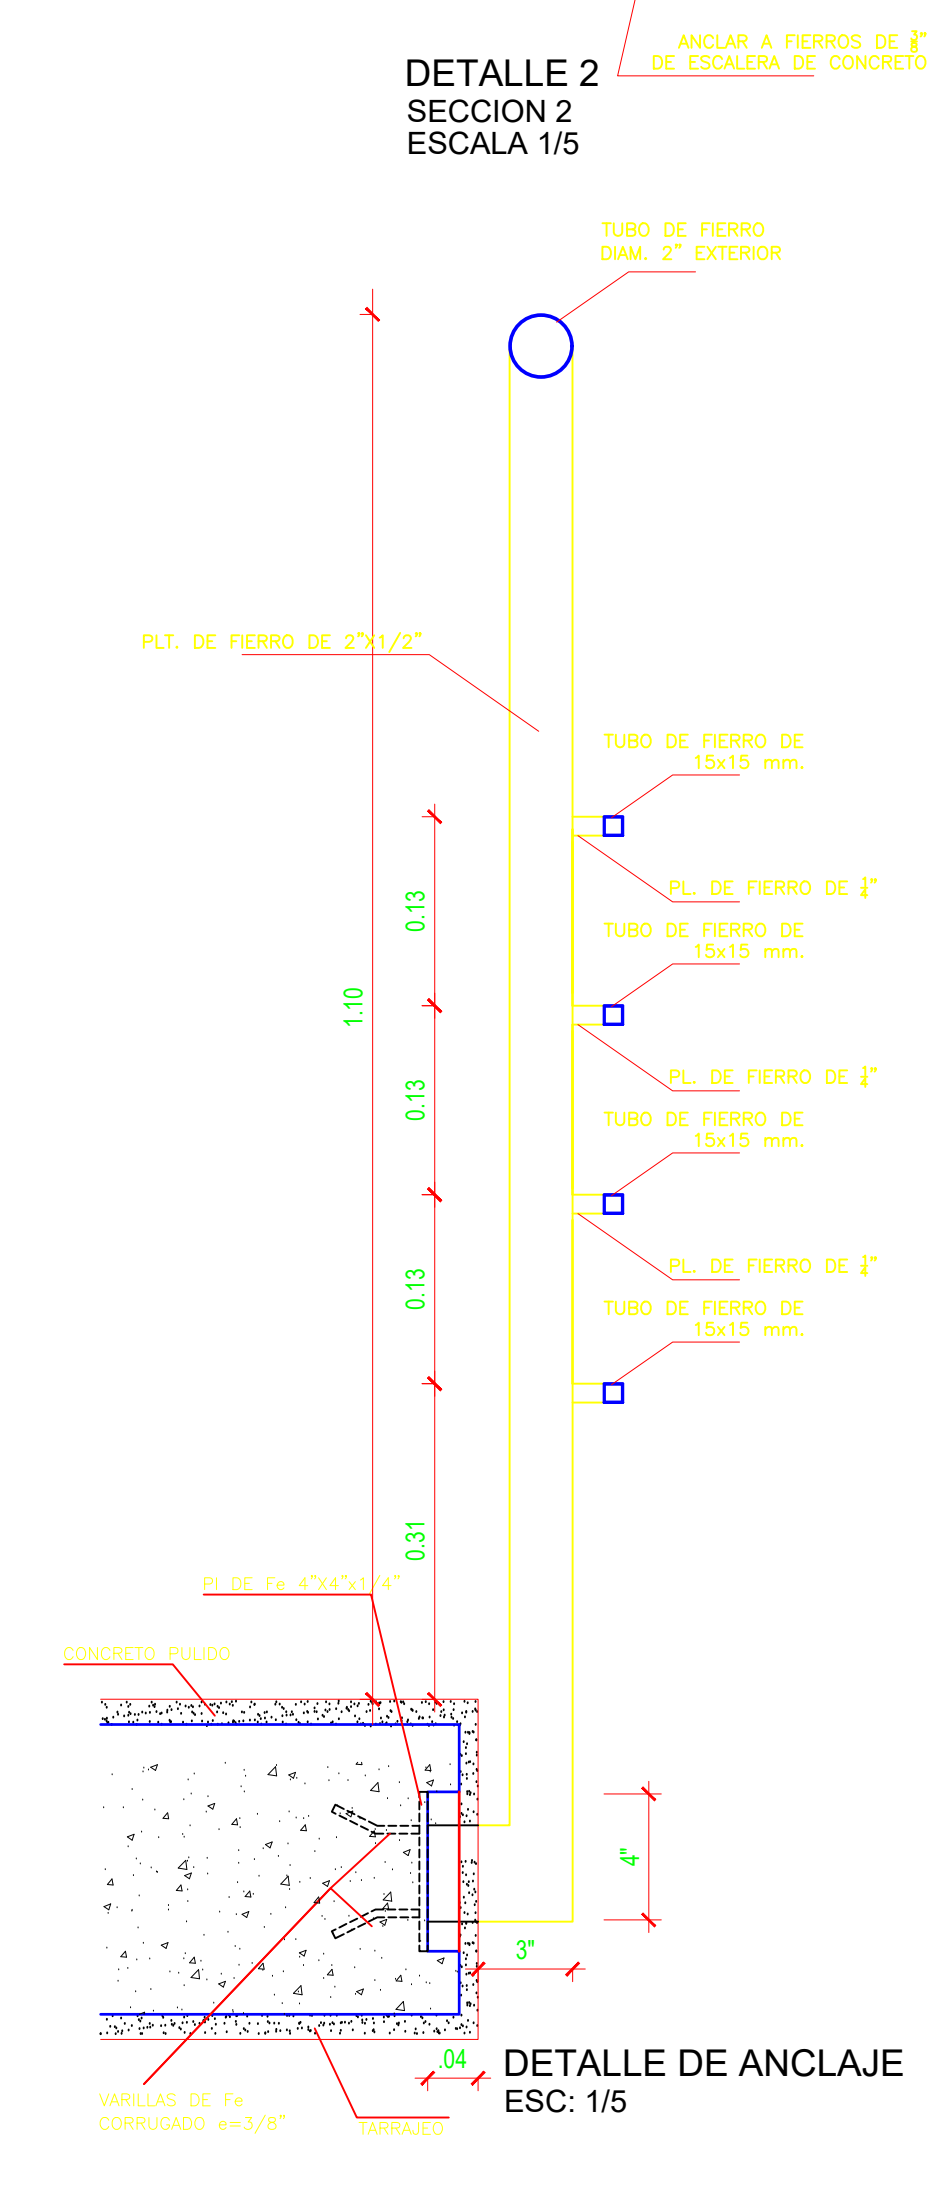 ANCLAR A FIERROS DE 3/8"
DE ESCALERA DE CONCRETO
DETALLE 2
SECCION 2
ESCALA 1/5
TUBO DE FIERRO
DIAM. 2" EXTERIOR
PLT. DE FIERRO DE 2"X1/2"
TUBO DE FIERRO DE
15x15 mm.
PL. DE FIERRO DE 1/4"
0.13
TUBO DE FIERRO DE
15x15 mm.
1.10
PL. DE FIERRO DE 1/4"
0.13
TUBO DE FIERRO DE
15x15 mm.
PL. DE FIERRO DE 1/4"
0.13
TUBO DE FIERRO DE
15x15 mm.
0.31
Pl DE Fe 4"X4"x1/4"
CONCRETO PULIDO
4"
3"
.04
DETALLE DE ANCLAJE
ESC: 1/5
VARILLAS DE Fe
CORRUGADO e=3/8"
TARRAJEO